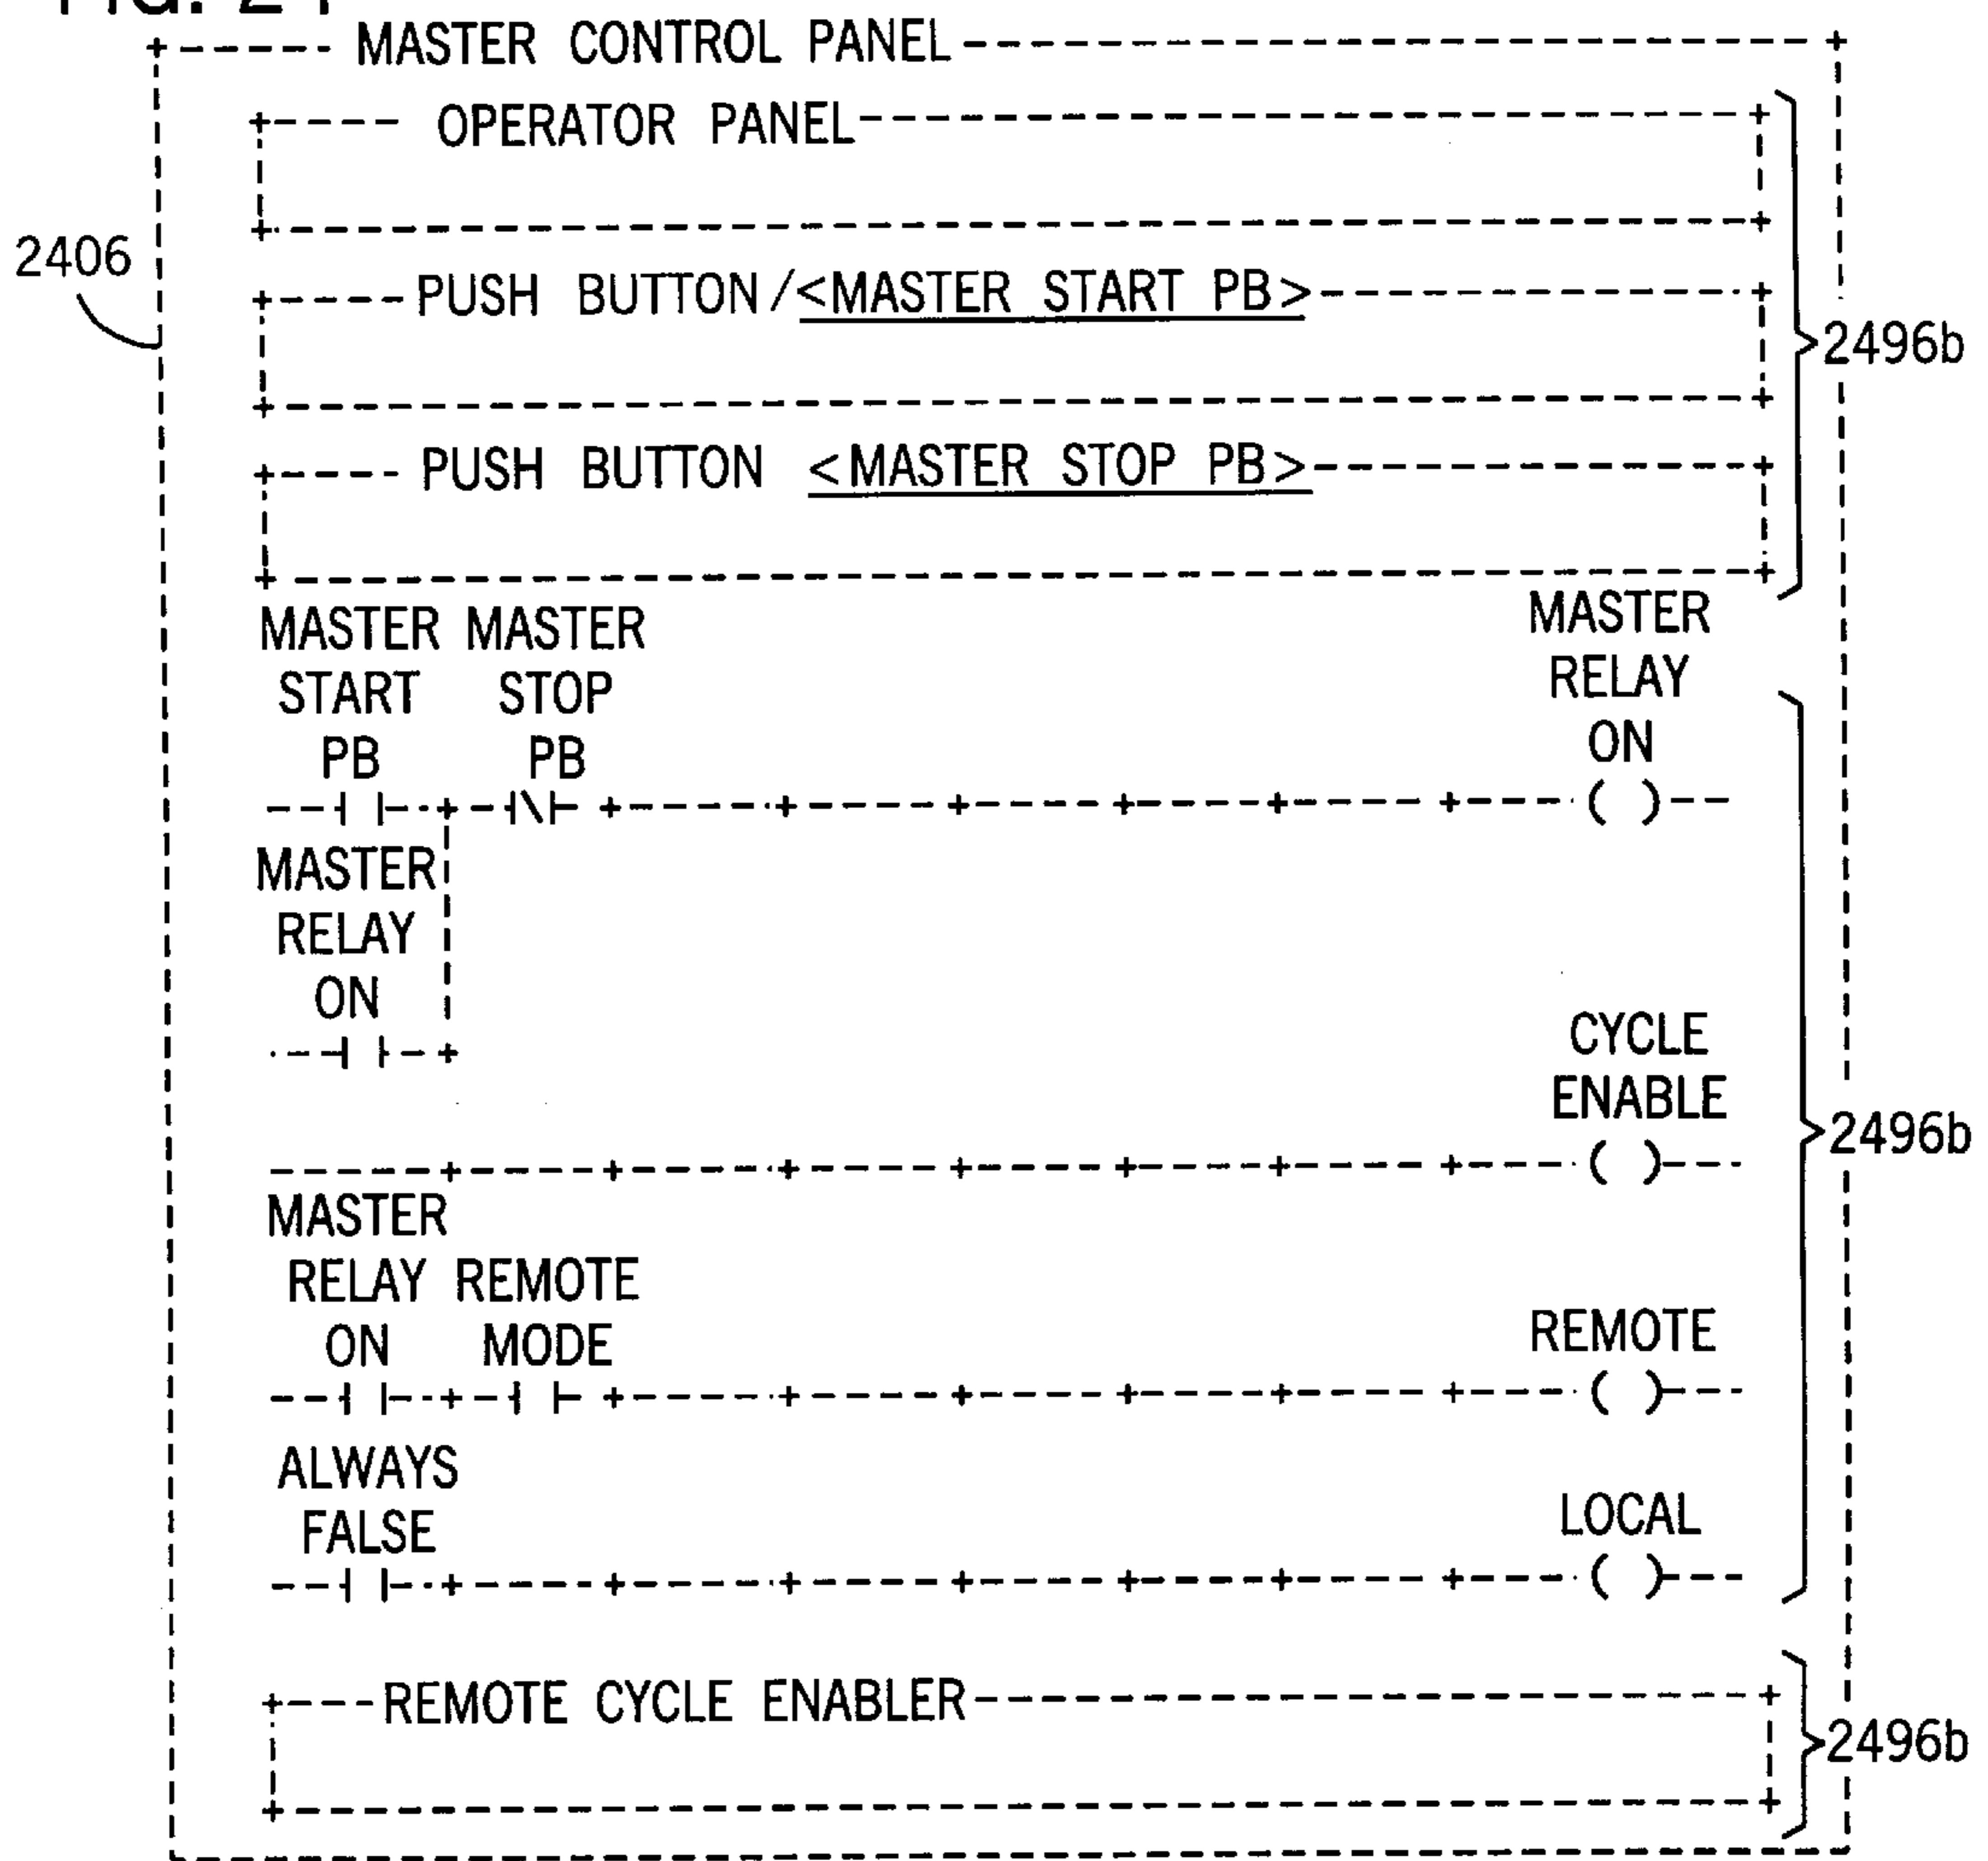 FIG. 24
MASTER CONTROL PANEL
OPERATOR PANEL
2406
PUSH BUTTON/<MASTER START PB>
2496b
PUSH BUTTON <MASTER STOP PB>
MASTER START PB
MASTER STOP PB
MASTER RELAY ON
MASTER RELAY ON
CYCLE ENABLE
2496b
MASTER RELAY ON
REMOTE MODE
REMOTE
ALWAYS FALSE
LOCAL
REMOTE CYCLE ENABLER
2496b